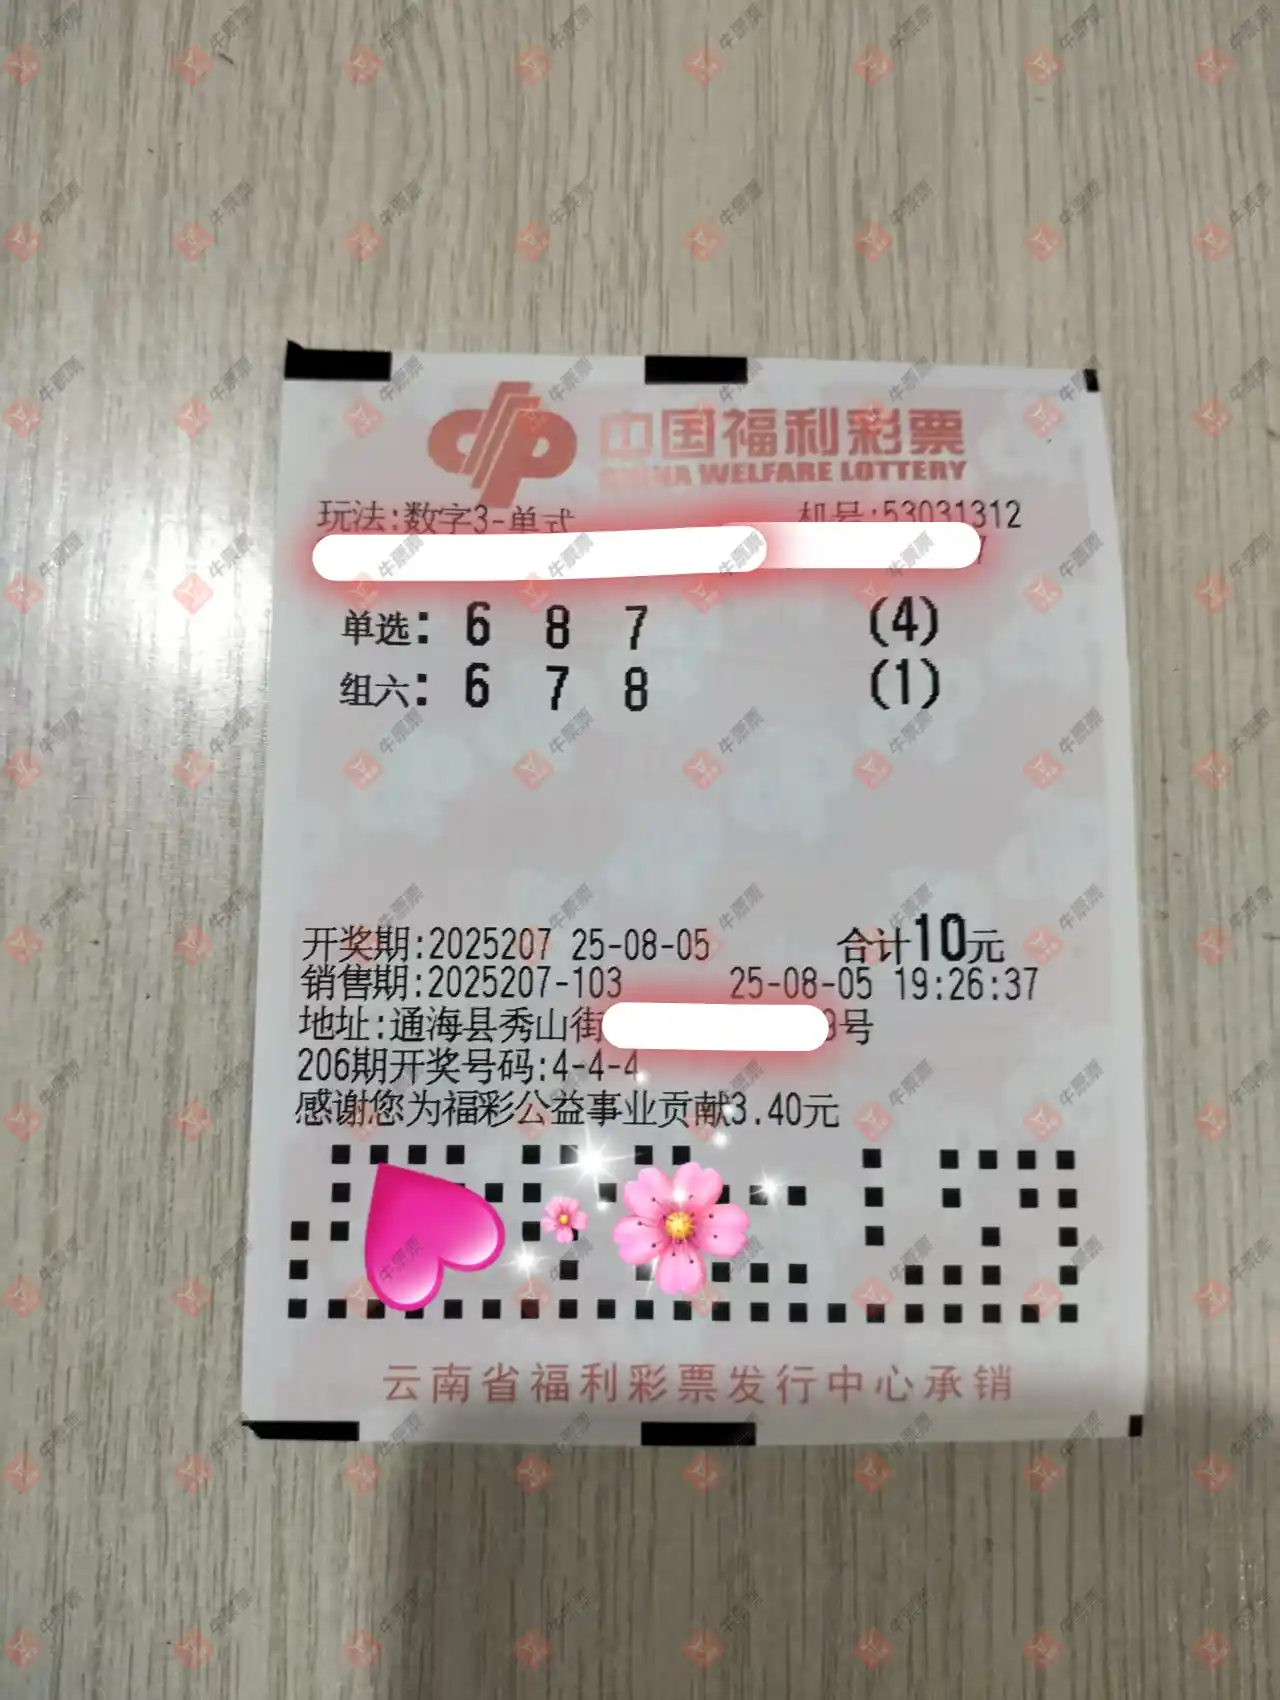 中国福利彩票
CHINA WELFARE LOTTERY
玩法:数字3-单式 机号:53031312
单选: 6 8 7 (4)
组六: 6 7 8 (1)
开奖期:2025207 25-08-05 合计10元
销售期:2025207-103 25-08-05 19:26:37
地址:通海县秀山街 号
206期开奖号码:4-4-4
感谢您为福彩公益事业贡献3.40元
云南省福利彩票发行中心承销
牛票票